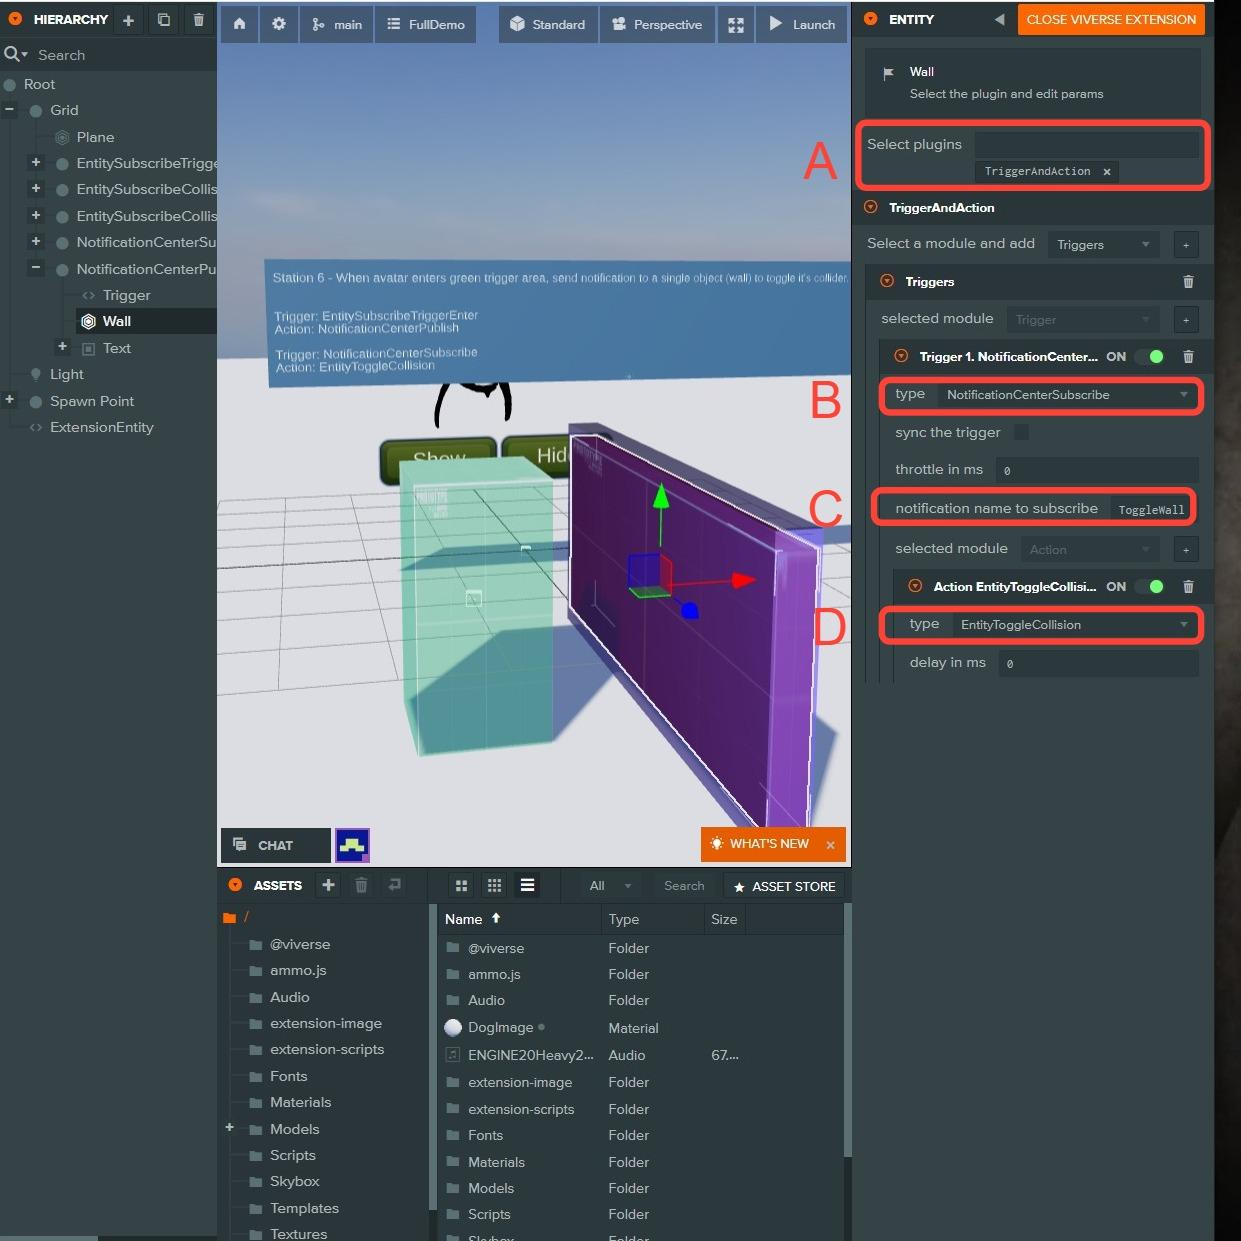 HIERARCHY
Search
Root
Grid
Plane
EntitySubscribeTrigge
EntitySubscribeCollis
EntitySubscribeCollis
NotificationCenterSu
NotificationCenterPu
Trigger
Wall
Text
Light
Spawn Point
ExtensionEntity
main
FullDemo
Standard
Perspective
Launch
Station 6 - When avatar enters green trigger area, send notification to a single object (wall) to toggle it's collider.
Trigger: EntitySubscribeTriggerEnter
Action: NotificationCenterPublish
Trigger: NotificationCenterSubscribe
Action: EntityToggleCollision
Show
Hid
A
B
C
D
CHAT
WHAT'S NEW ×
ENTITY
CLOSE VIVERSE EXTENSION
Wall
Select the plugin and edit params
Select plugins
TriggerAndAction ×
TriggerAndAction
Select a module and add Triggers +
Triggers
selected module Trigger +
Trigger 1. NotificationCenter... ON
type NotificationCenterSubscribe
sync the trigger
throttle in ms 0
notification name to subscribe ToggleWall
selected module Action +
Action EntityToggleCollisi... ON
type EntityToggleCollision
delay in ms 0
ASSETS
All
Search
ASSET STORE
/
@viverse
ammo.js
Audio
extension-image
extension-scripts
Fonts
Materials
Models
Scripts
Skybox
Templates
Textures
Name Type Size
@viverse Folder
ammo.js Folder
Audio Folder
DogImage Material
ENGINE20Heavy2... Audio 67,...
extension-image Folder
extension-scripts Folder
Fonts Folder
Materials Folder
Models Folder
Scripts Folder
Skybox Folder